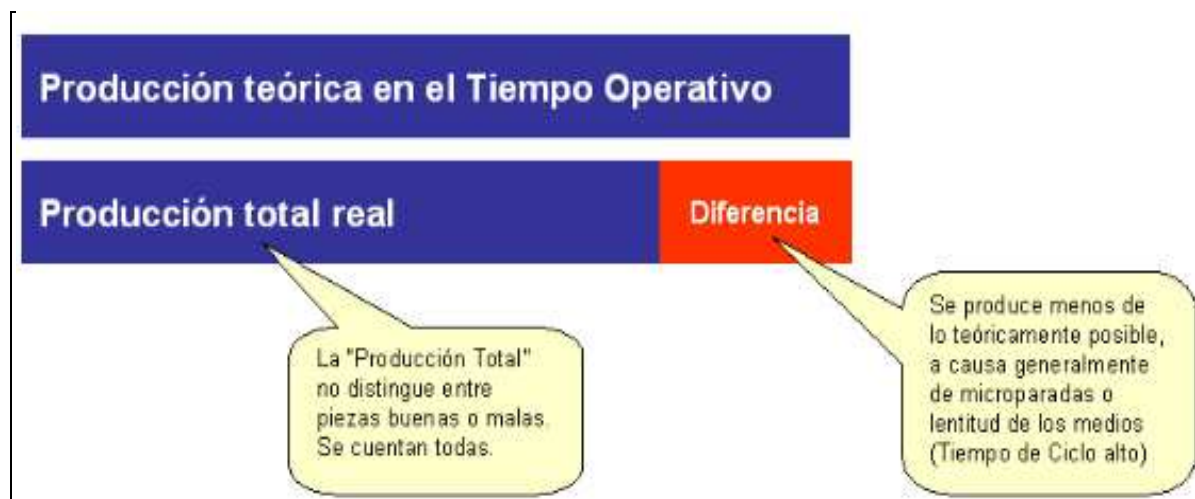 Producción teórica en el Tiempo Operativo
Producción total real
Diferencia
La "Producción Total"
no distingue entre
piezas buenas o malas.
Se cuentan todas.
Se produce menos de
lo teóricamente posible,
a causa generalmente
de microparadas o
lentitud de los medios
(Tiempo de Ciclo alto)